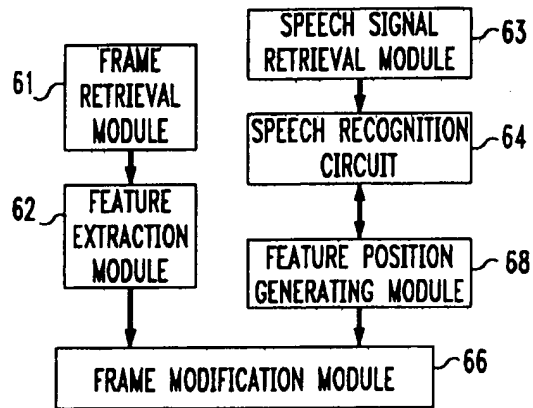 61
FRAME
RETRIEVAL
MODULE
62
FEATURE
EXTRACTION
MODULE
SPEECH SIGNAL
RETRIEVAL MODULE
63
SPEECH RECOGNITION
CIRCUIT
64
FEATURE POSITION
GENERATING MODULE
68
FRAME MODIFICATION MODULE
66